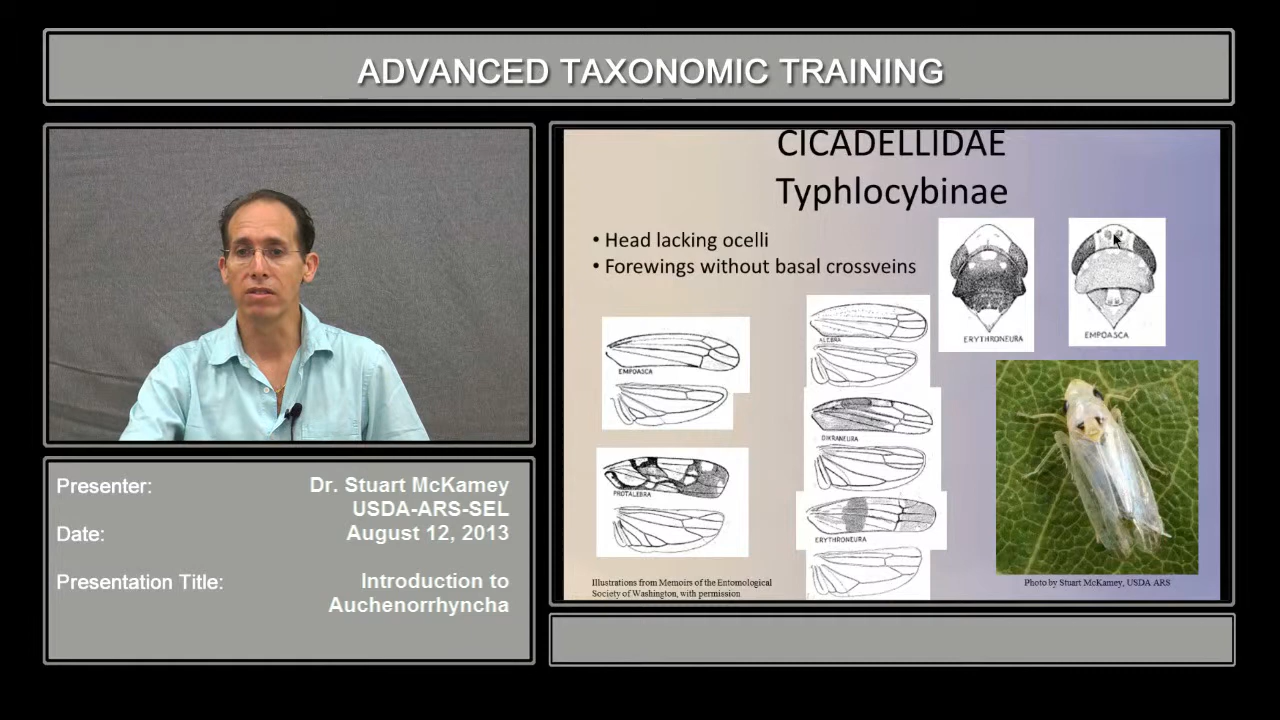 ADVANCED TAXONOMIC TRAINING
CICADELLIDAE
Typhlocybinae
• Head lacking ocelli
• Forewings without basal crossveins
ERYTHRONEURA
EMPOASCA
EMPOASCA
ALEBRA
DIKRANEURA
PROTALEBRA
ERYTHRONEURA
Illustrations from Memoirs of the Entomological
Society of Washington, with permission
Photo by Stuart McKamey, USDA ARS
Presenter: Dr. Stuart McKamey
USDA-ARS-SEL
Date: August 12, 2013
Presentation Title: Introduction to
Auchenorrhyncha